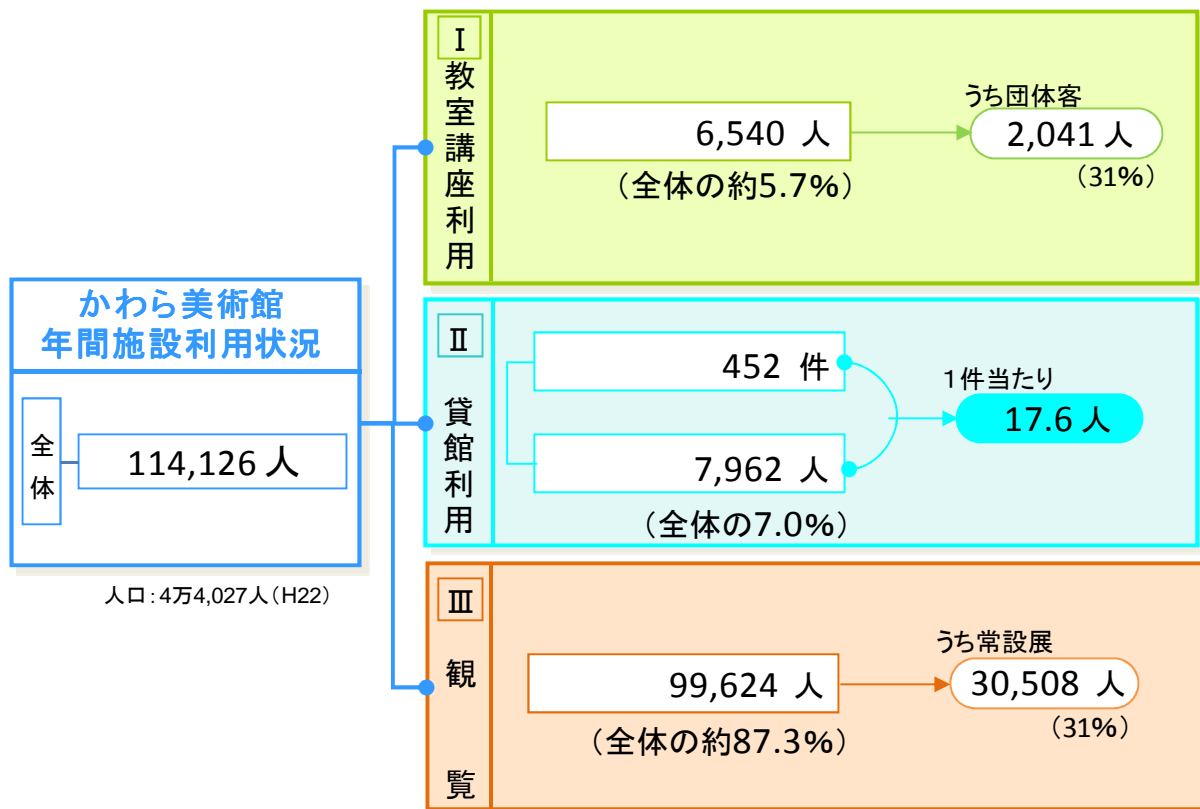 かわら美術館
年間施設利用状況
全体
114,126 人
人口：4万4,027人（H22）
Ⅰ
教室講座利用
6,540 人
（全体の約5.7%）
うち団体客
2,041 人
（31%）
Ⅱ
貸館利用
452 件
7,962 人
（全体の7.0%）
１件当たり
17.6 人
Ⅲ
観覧
99,624 人
（全体の約87.3%）
うち常設展
30,508 人
（31%）